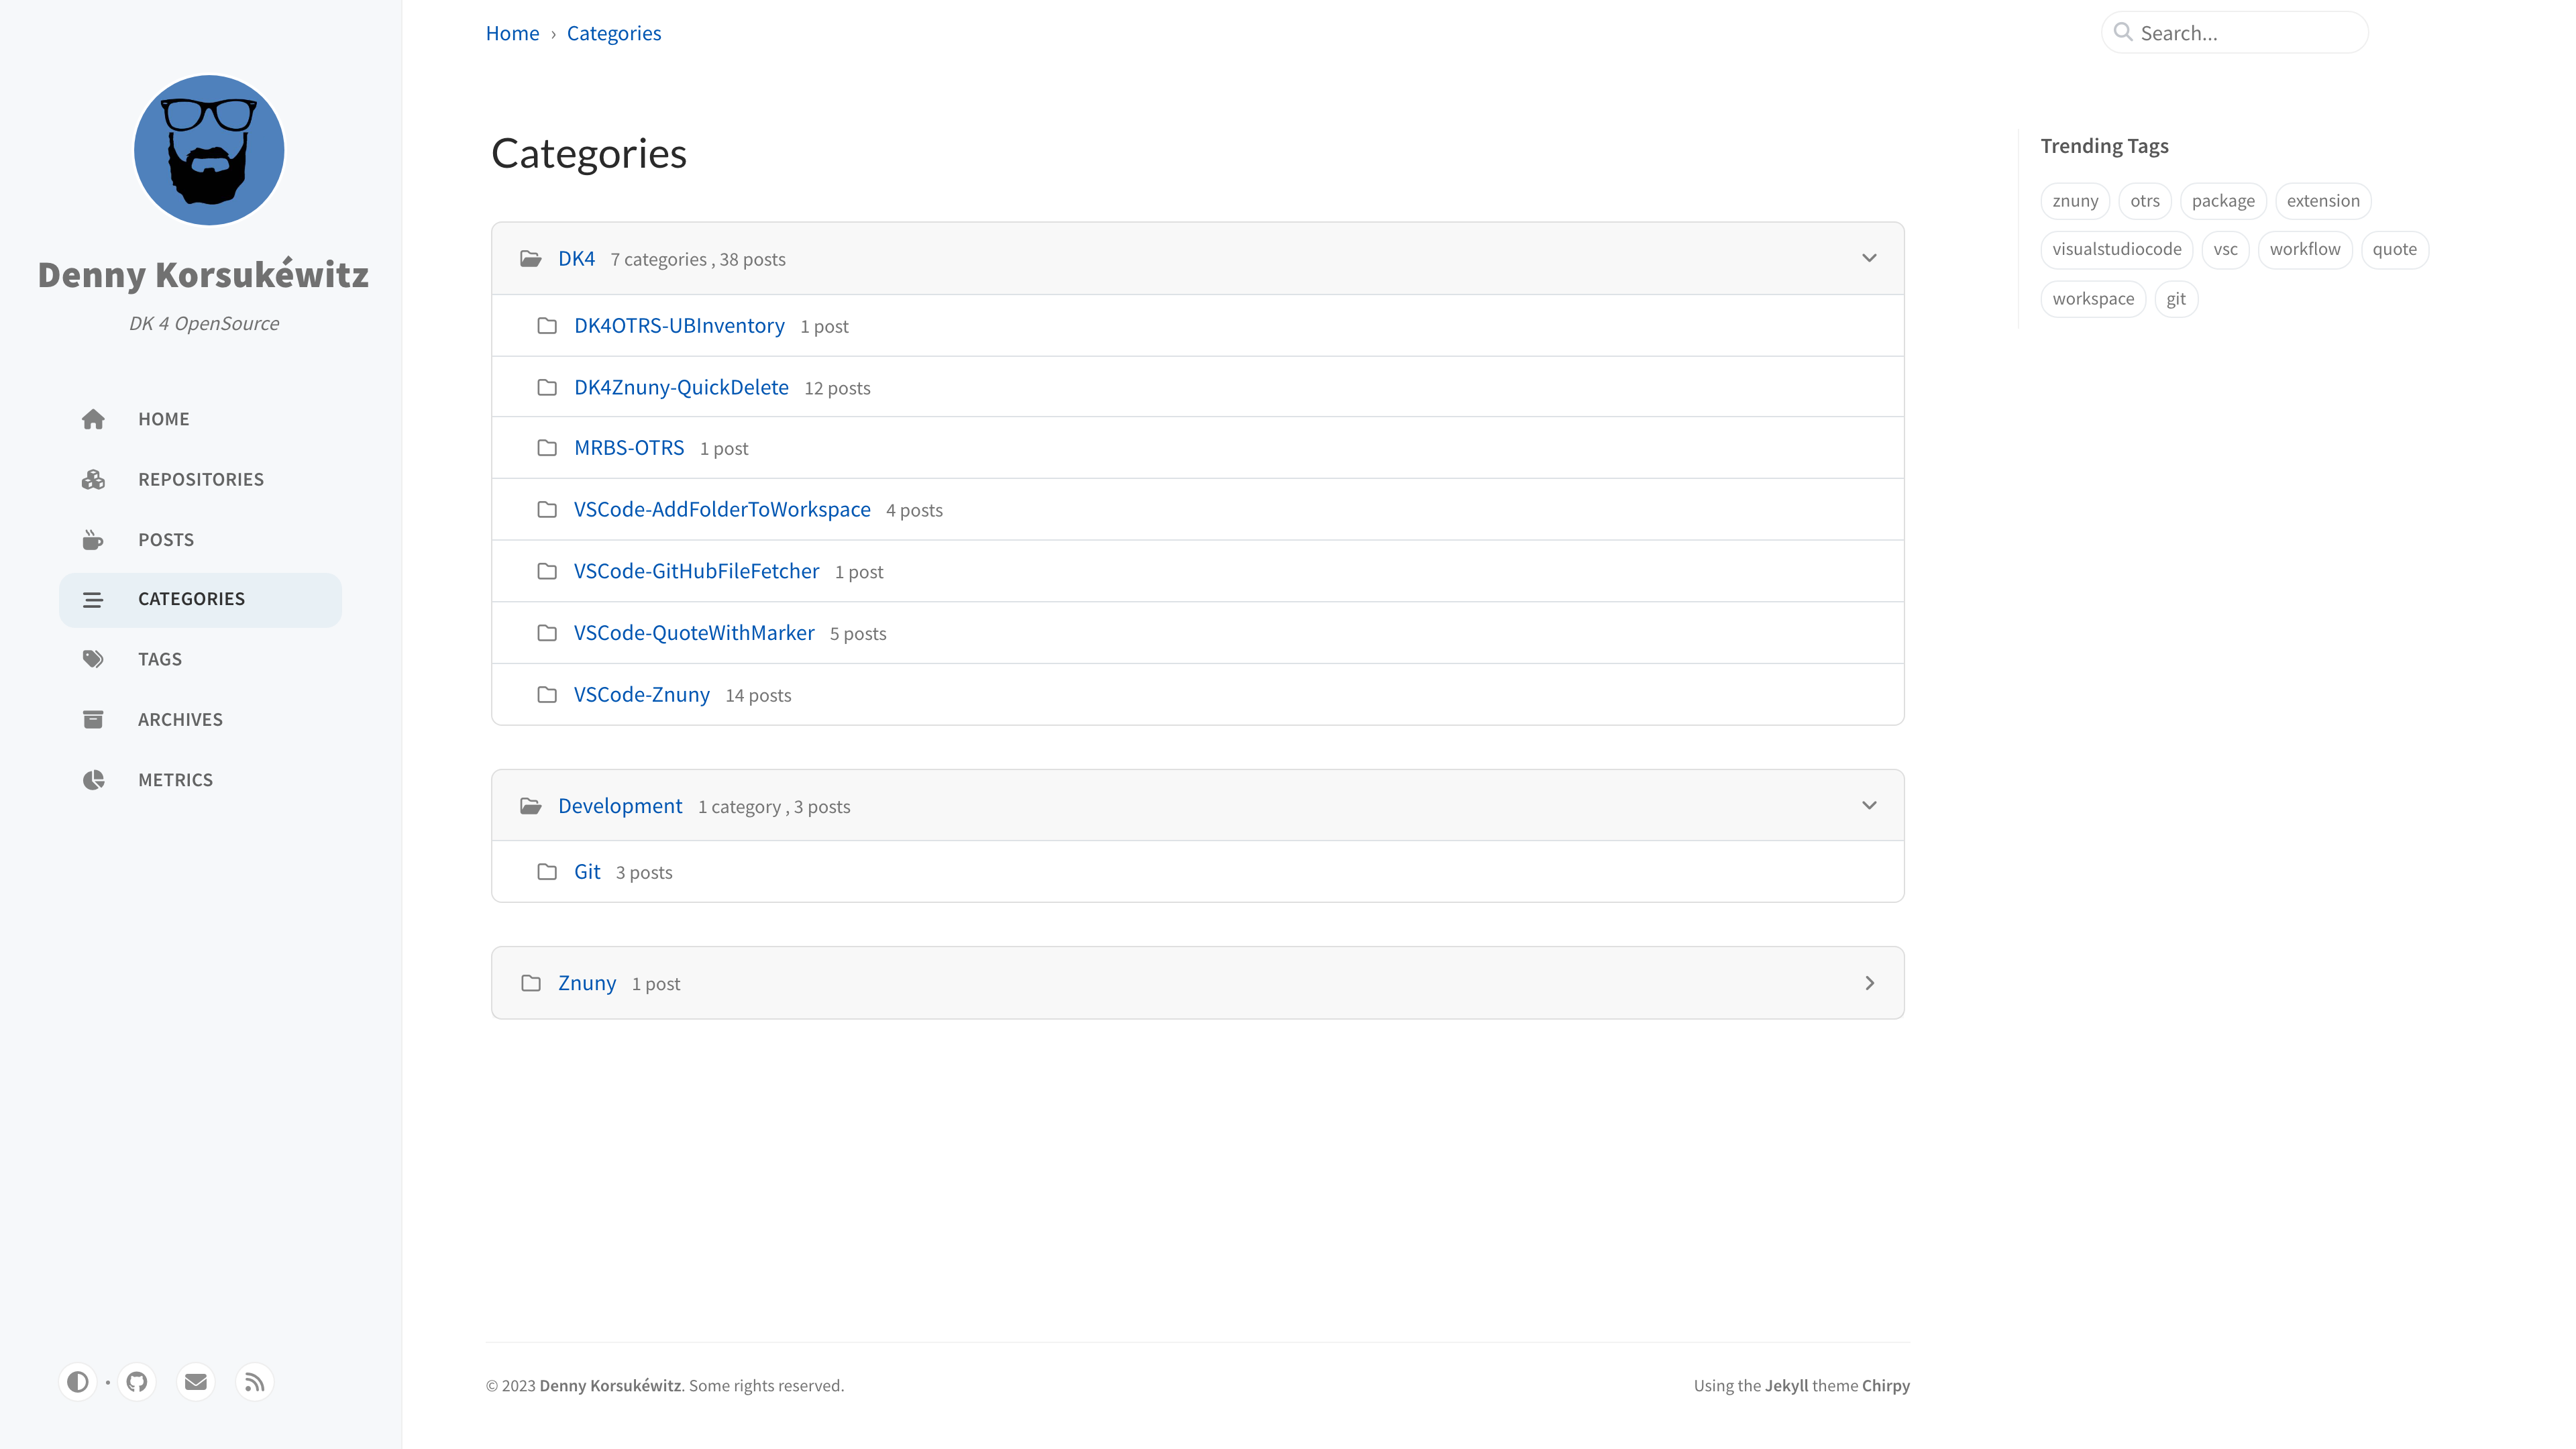 Denny Korsukéwitz
DK 4 OpenSource
HOME
REPOSITORIES
POSTS
CATEGORIES
TAGS
ARCHIVES
METRICS
Home › Categories
Search...
Categories
DK4 7 categories , 38 posts
DK4OTRS-UBInventory 1 post
DK4Znuny-QuickDelete 12 posts
MRBS-OTRS 1 post
VSCode-AddFolderToWorkspace 4 posts
VSCode-GitHubFileFetcher 1 post
VSCode-QuoteWithMarker 5 posts
VSCode-Znuny 14 posts
Development 1 category , 3 posts
Git 3 posts
Znuny 1 post
Trending Tags
znuny otrs package extension
visualstudiocode vsc workflow quote
workspace git
© 2023 Denny Korsukéwitz. Some rights reserved.
Using the Jekyll theme Chirpy